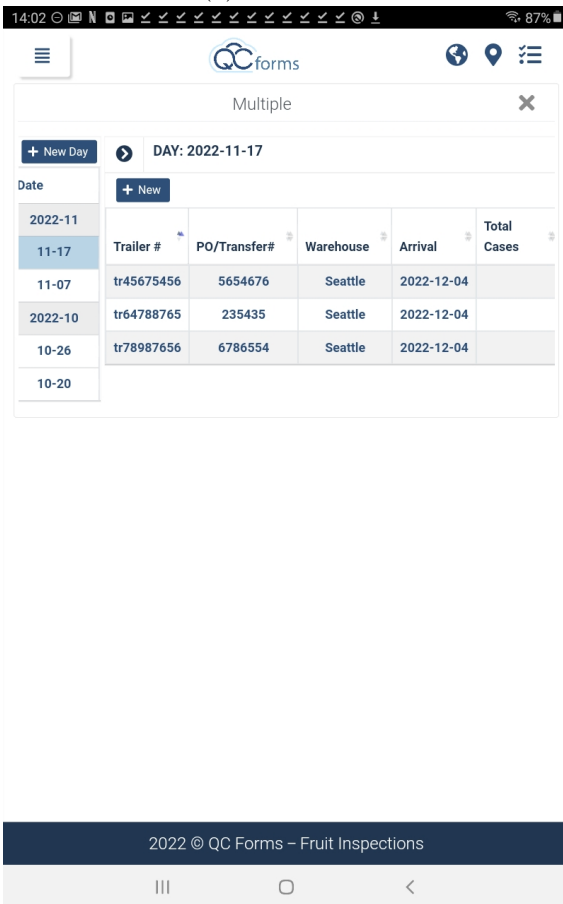 14:02 87%
QC forms
Multiple
+ New Day
DAY: 2022-11-17
Date
+ New
2022-11
11-17
11-07
2022-10
10-26
10-20
Trailer # PO/Transfer# Warehouse Arrival Total Cases
tr45675456 5654676 Seattle 2022-12-04
tr64788765 235435 Seattle 2022-12-04
tr78987656 6786554 Seattle 2022-12-04
2022 © QC Forms – Fruit Inspections